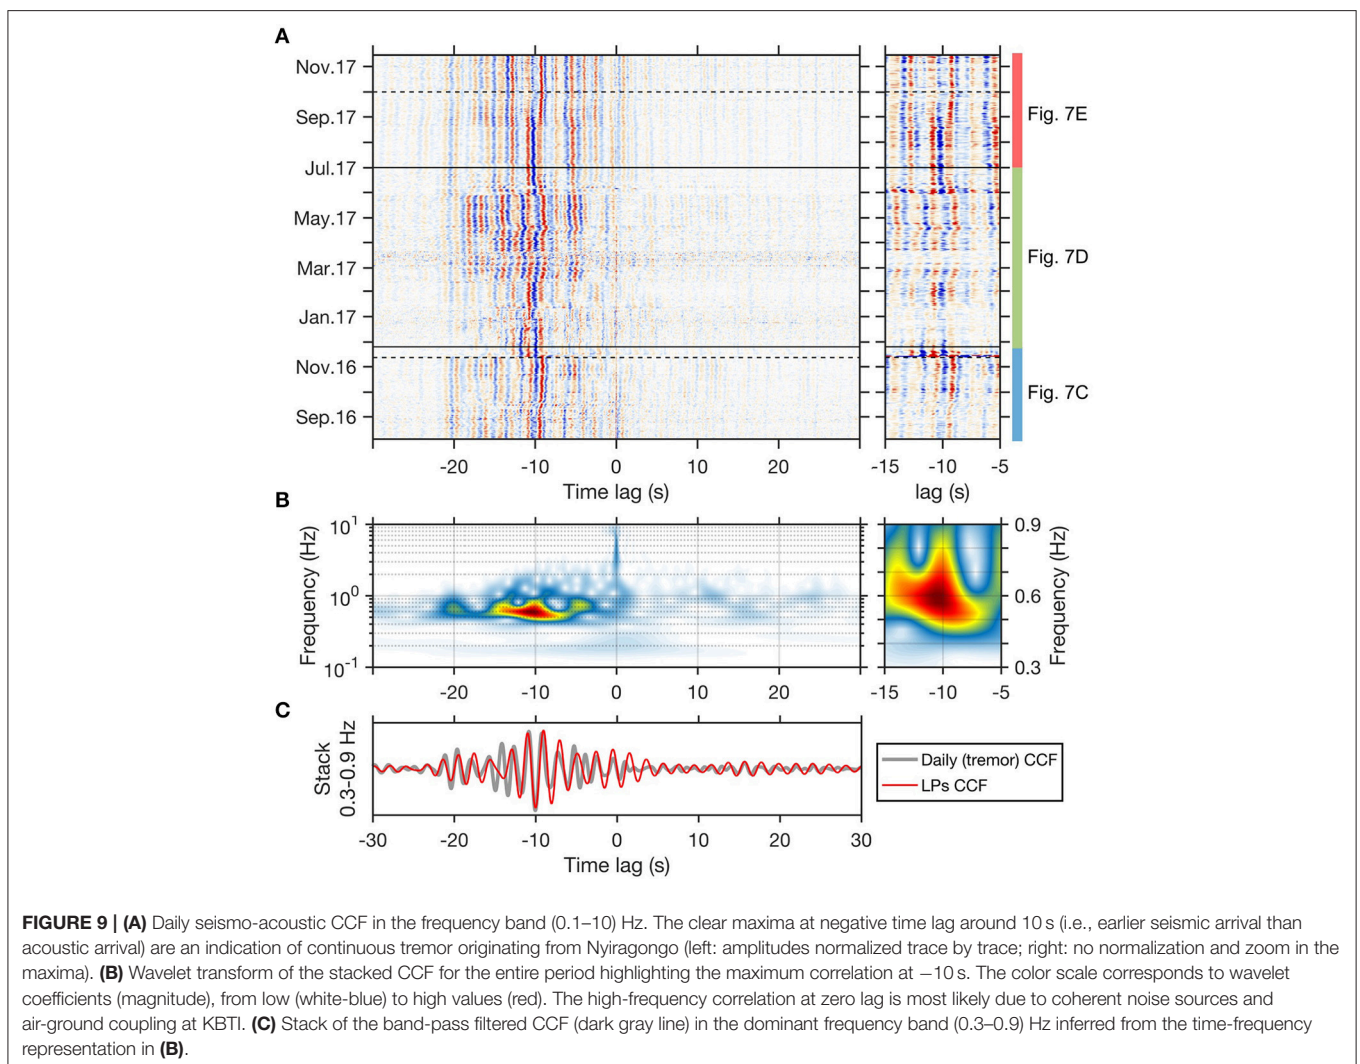 A
-20
-10
0
10
20
Nov.17
Sep.17
Jul.17
May.17
Mar.17
Jan.17
Nov.16
Sep.16
Fig. 7E
Fig. 7D
Fig. 7C
-20
-10
0
10
20
-15
-10
-5
Time lag (s)
lag (s)
B
Frequency (Hz)
10¹
10⁰
10⁻¹
-20
-10
0
10
20
0.9
0.6
0.3
Frequency (Hz)
-15
-10
-5
C
Stack
0.3-0.9 Hz
Daily (tremor) CCF
LPs CCF
-30
-20
-10
0
10
20
30
Time lag (s)
FIGURE 9 | (A) Daily seismo-acoustic CCF in the frequency band (0.1–10) Hz. The clear maxima at negative time lag around 10 s (i.e., earlier seismic arrival than
acoustic arrival) are an indication of continuous tremor originating from Nyiragongo (left: amplitudes normalized trace by trace; right: no normalization and zoom in the
maxima). (B) Wavelet transform of the stacked CCF for the entire period highlighting the maximum correlation at −10 s. The color scale corresponds to wavelet
coefficients (magnitude), from low (white-blue) to high values (red). The high-frequency correlation at zero lag is most likely due to coherent noise sources and
air-ground coupling at KBTI. (C) Stack of the band-pass filtered CCF (dark gray line) in the dominant frequency band (0.3–0.9) Hz inferred from the time-frequency
representation in (B).